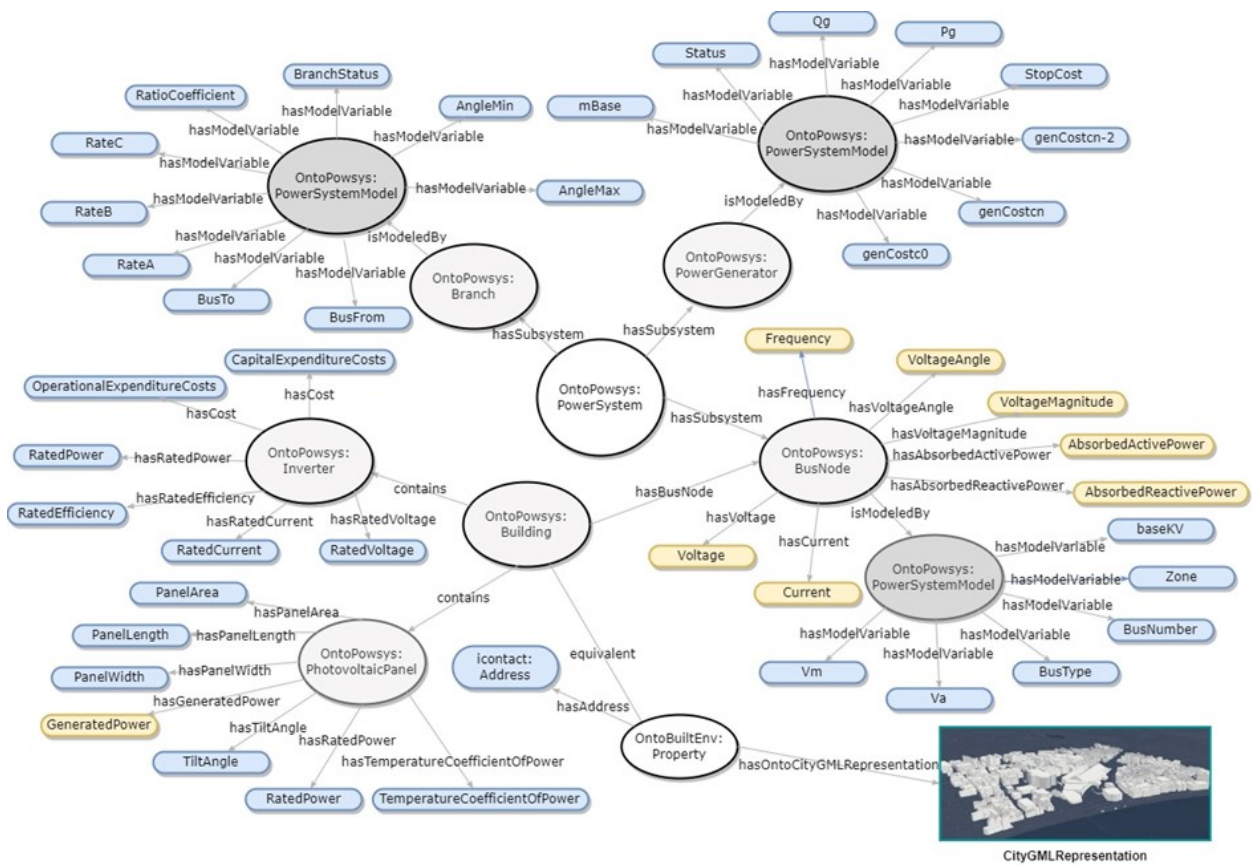 Qg
Pg
Status
hasModelVariable
BranchStatus
StopCost
hasModelVariable
RatioCoefficient
hasModelVariable
AngleMin
mBase
hasModelVariable
hasModelVariable
hasModelVariable
hasModelVariable
hasModelVariable
OntoPowsys:
PowerSystemModel
hasModelVariable
genCostcn-2
RateC
hasModelVariable
OntoPowsys:
PowerSystemModel
hasModelVariable
AngleMax
RateB
hasModelVariable
isModeledBy
hasModelVariable
hasModelVariable
genCostcn
hasModelVariable
isModeledBy
RateA
hasModelVariable
genCostc0
OntoPowsys:
PowerGenerator
hasModelVariable
OntoPowsys:
Branch
BusTo
BusFrom
hasSubsystem
hasSubsystem
Frequency
CapitalExpenditureCosts
VoltageAngle
OperationalExpenditureCosts
hasCost
hasCost
OntoPowsys:
PowerSystem
hasFrequency
hasVoltageAngle
VoltageMagnitude
hasSubsystem
hasVoltageMagnitude
AbsorbedActivePower
RatedPower
hasRatedPower
OntoPowsys:
Inverter
OntoPowsys:
BusNode
hasAbsorbedActivePower
contains
hasBusNode
hasAbsorbedReactivePower
AbsorbedReactivePower
hasRatedEfficiency
RatedEfficiency
hasRatedCurrent
hasRatedVoltage
OntoPowsys:
Building
hasVoltage
isModeledBy
baseKV
RatedCurrent
RatedVoltage
Voltage
hasCurrent
hasModelVariable
OntoPowsys:
PowerSystemModel
hasModelVariable
Zone
PanelArea
contains
Current
hasPanelArea
hasModelVariable
PanelLength
hasPanelLength
BusNumber
hasModelVariable
hasModelVariable
OntoPowsys:
PhotovoltaicPanel
equivalent
hasModelVariable
PanelWidth
hasPanelWidth
icontact:
Address
Vm
BusType
hasGeneratedPower
hasAddress
Va
GeneratedPower
hasTiltAngle
hasRatedPower
OntoBuiltEnv:
Property
TiltAngle
hasTemperatureCoefficientOfPower
hasOntoCityGMLRepresentation
RatedPower
TemperatureCoefficientOfPower
CityGMLRepresentation